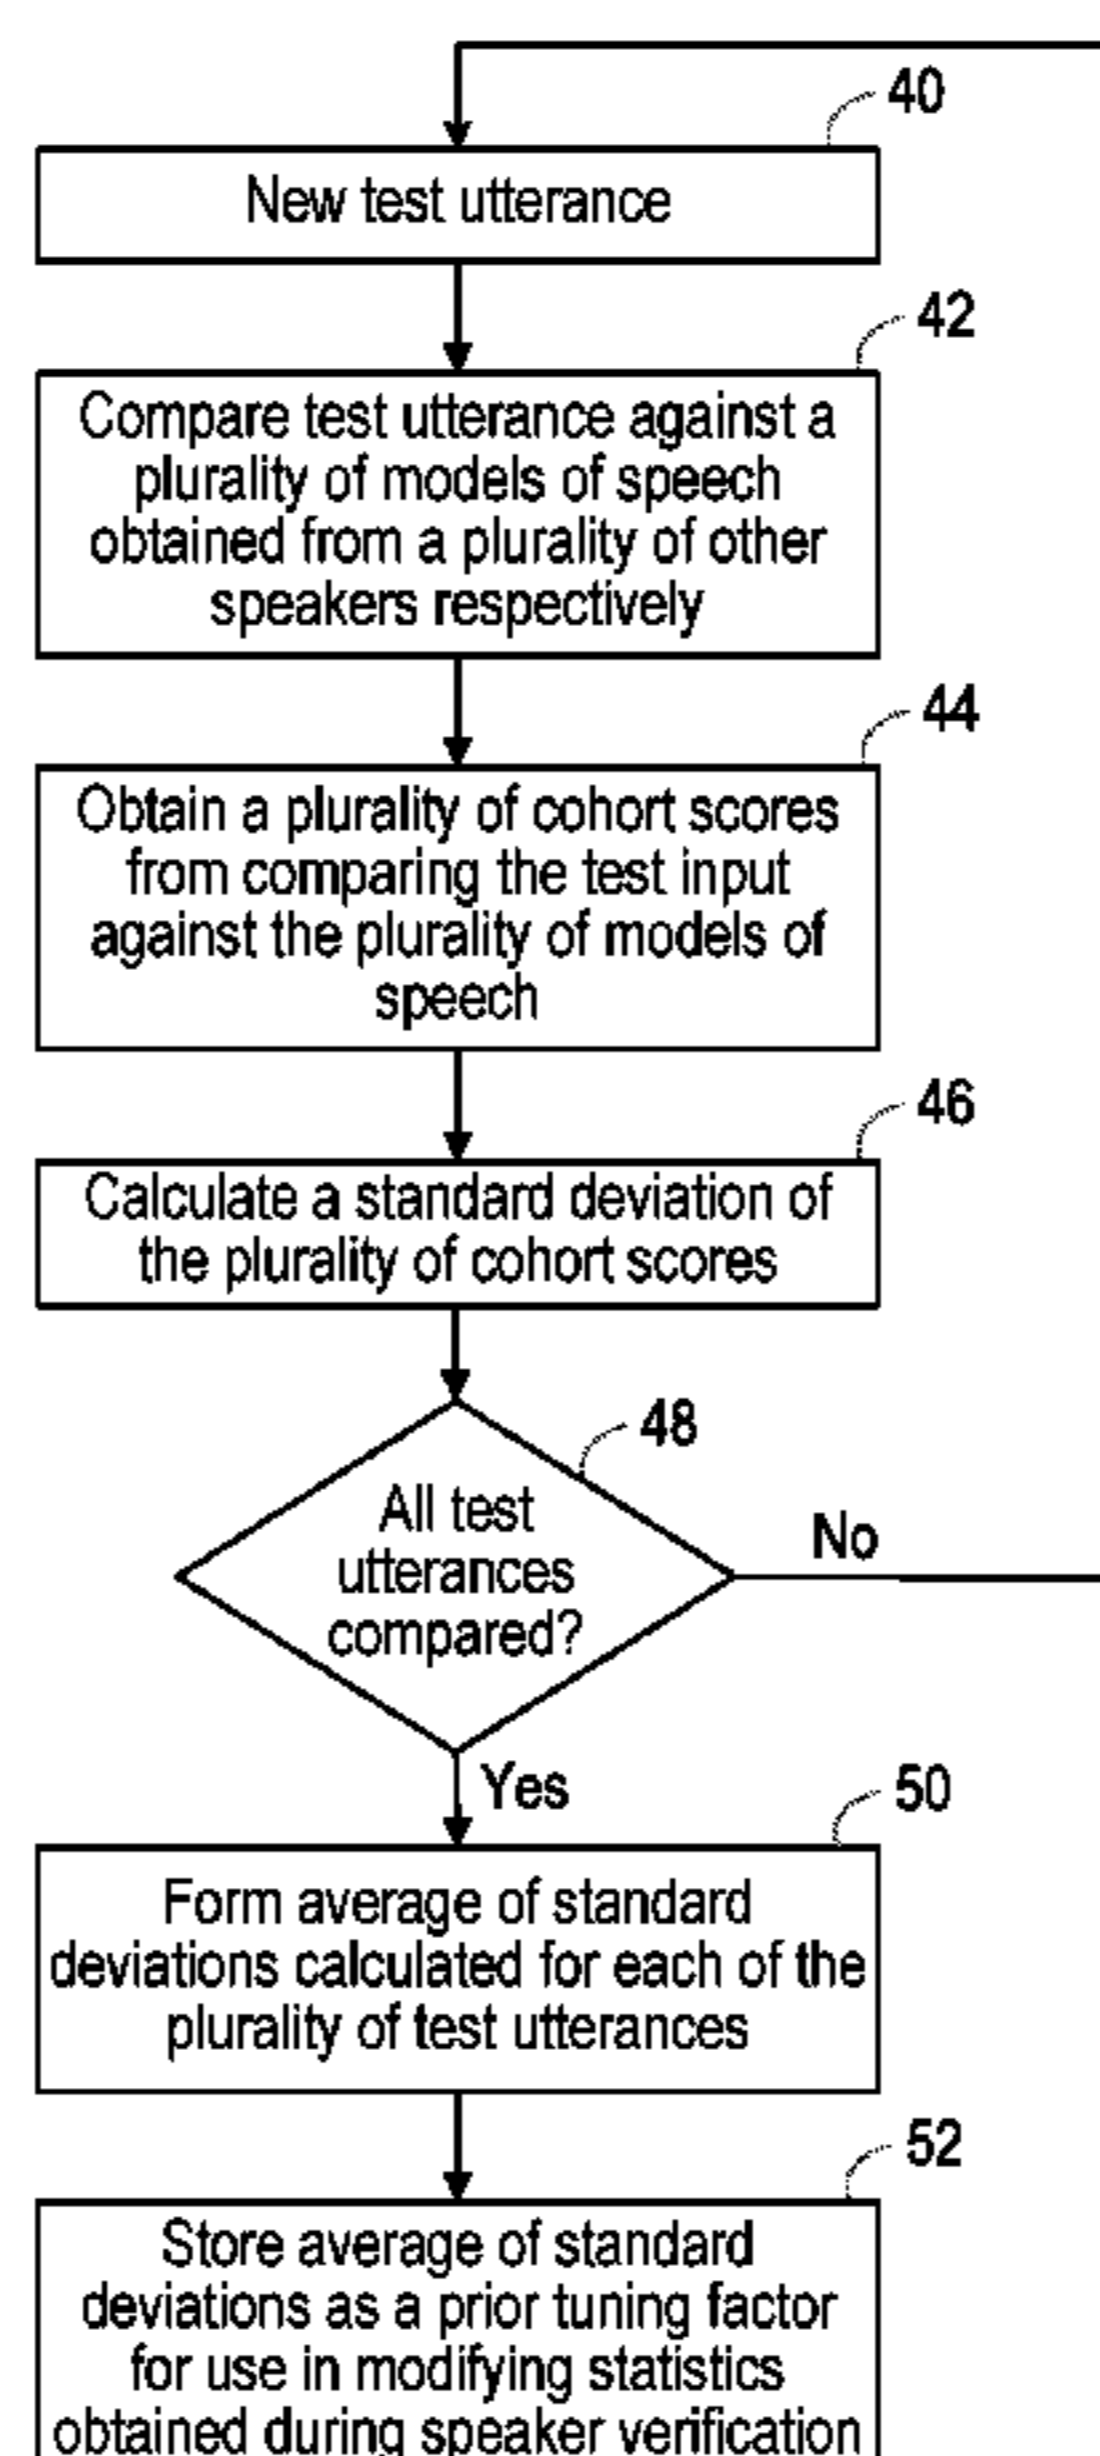 40
New test utterance
42
Compare test utterance against a
plurality of models of speech
obtained from a plurality of other
speakers respectively
44
Obtain a plurality of cohort scores
from comparing the test input
against the plurality of models of
speech
46
Calculate a standard deviation of
the plurality of cohort scores
48
All test
utterances
compared?
No
Yes
50
Form average of standard
deviations calculated for each of the
plurality of test utterances
52
Store average of standard
deviations as a prior tuning factor
for use in modifying statistics
obtained during speaker verification